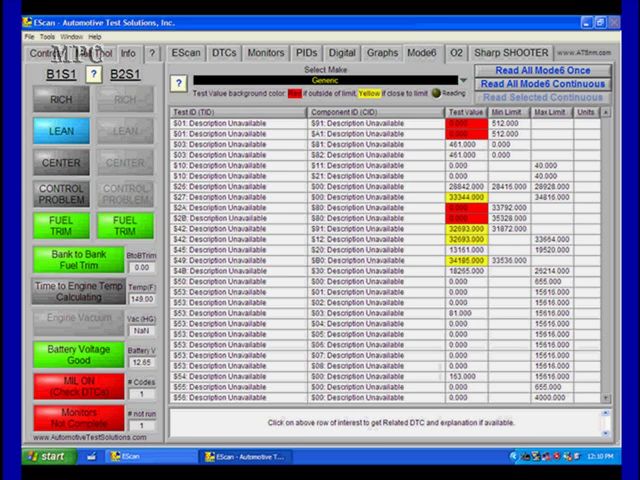 EScan - Automotive Test Solutions, Inc.
File Tools Window Help
MPC
Info ?
EScan DTCs Monitors PIDs Digital Graphs Mode6 O2 Sharp SHOOTER www.ATSnm.com
B1S1 ? B2S1
RICH RICH
LEAN LEAN
CENTER CENTER
CONTROL PROBLEM CONTROL PROBLEM
FUEL TRIM FUEL TRIM
Bank to Bank Fuel Trim BtoBTrim 0.00
Time to Engine Temp Calculating Temp(F) 149.00
Engine Vacuum Vac (HG) NaN
Battery Voltage Good Battery V 12.65
MIL ON (Check DTCs) # Codes 1
Monitors Not Complete # not run 1
www.AutomotiveTestSolutions.com
?
Select Make
Generic
Test Value background color: Red if outside of limit, Yellow if close to limit Reading
Read All Mode6 Once
Read All Mode6 Continuous
Read Selected Continuous
Test ID (TID) Component ID (CID) Test Value Min Limit Max Limit Units
$01: Description Unavailable $91: Description Unavailable 0.000 512.000
$01: Description Unavailable $A1: Description Unavailable 0.000 512.000
$03: Description Unavailable $81: Description Unavailable 461.000 0.000
$03: Description Unavailable $82: Description Unavailable 461.000 0.000
$10: Description Unavailable $11: Description Unavailable 0.000 40.000
$10: Description Unavailable $21: Description Unavailable 0.000 40.000
$26: Description Unavailable $00: Description Unavailable 28842.000 28416.000 28928.000
$27: Description Unavailable $00: Description Unavailable 33344.000 34816.000
$2A: Description Unavailable $80: Description Unavailable 0.000 33792.000
$2B: Description Unavailable $80: Description Unavailable 0.000 35328.000
$42: Description Unavailable $91: Description Unavailable 32693.000 31872.000
$42: Description Unavailable $12: Description Unavailable 32693.000 33664.000
$45: Description Unavailable $20: Description Unavailable 13161.000 19520.000
$49: Description Unavailable $B0: Description Unavailable 34185.000 33536.000
$4B: Description Unavailable $30: Description Unavailable 18265.000 26214.000
$50: Description Unavailable $00: Description Unavailable 0.000 655.000
$53: Description Unavailable $01: Description Unavailable 0.000 15616.000
$53: Description Unavailable $02: Description Unavailable 0.000 15616.000
$53: Description Unavailable $03: Description Unavailable 81.000 15616.000
$53: Description Unavailable $04: Description Unavailable 0.000 15616.000
$53: Description Unavailable $05: Description Unavailable 0.000 15616.000
$53: Description Unavailable $06: Description Unavailable 0.000 15616.000
$53: Description Unavailable $07: Description Unavailable 0.000 15616.000
$53: Description Unavailable $08: Description Unavailable 0.000 15616.000
$54: Description Unavailable $00: Description Unavailable 163.000 15616.000
$55: Description Unavailable $00: Description Unavailable 0.000 655.000
$56: Description Unavailable $00: Description Unavailable 0.000 4000.000
Click on above row of interest to get Related DTC and explanation if available.
start EScan EScan - Automotive T... 12:10 PM